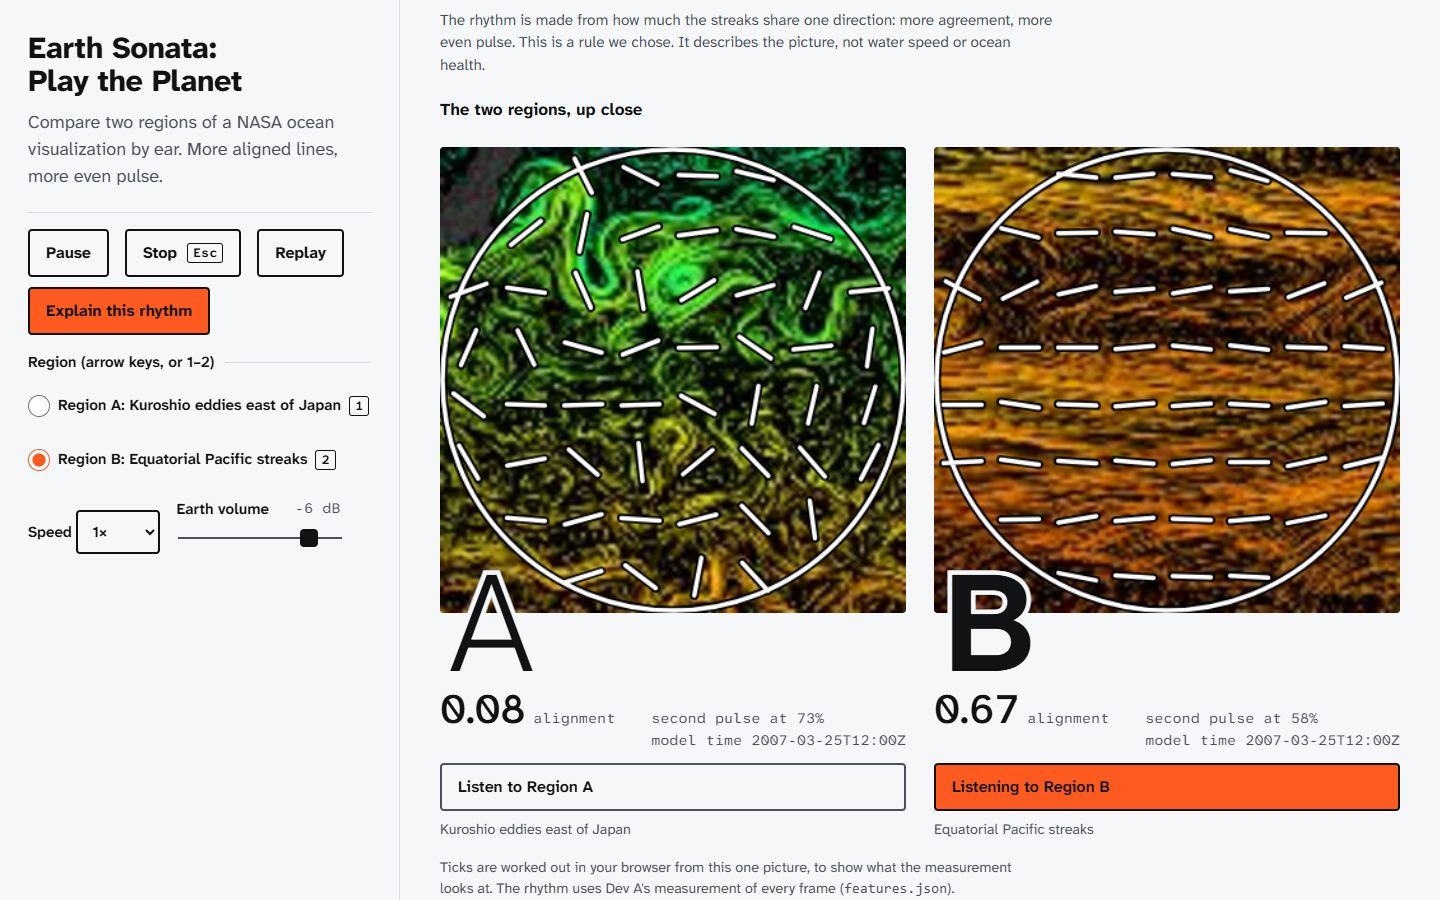 Earth Sonata:
Play the Planet
Compare two regions of a NASA ocean
visualization by ear. More aligned lines,
more even pulse.
Pause
Stop Esc
Replay
Explain this rhythm
Region (arrow keys, or 1–2)
Region A: Kuroshio eddies east of Japan 1
Region B: Equatorial Pacific streaks 2
Speed 1×
Earth volume -6 dB
The rhythm is made from how much the streaks share one direction: more agreement, more
even pulse. This is a rule we chose. It describes the picture, not water speed or ocean
health.
The two regions, up close
A
0.08 alignment
second pulse at 73%
model time 2007-03-25T12:00Z
Listen to Region A
Kuroshio eddies east of Japan
B
0.67 alignment
second pulse at 58%
model time 2007-03-25T12:00Z
Listening to Region B
Equatorial Pacific streaks
Ticks are worked out in your browser from this one picture, to show what the measurement
looks at. The rhythm uses Dev A's measurement of every frame (features.json).